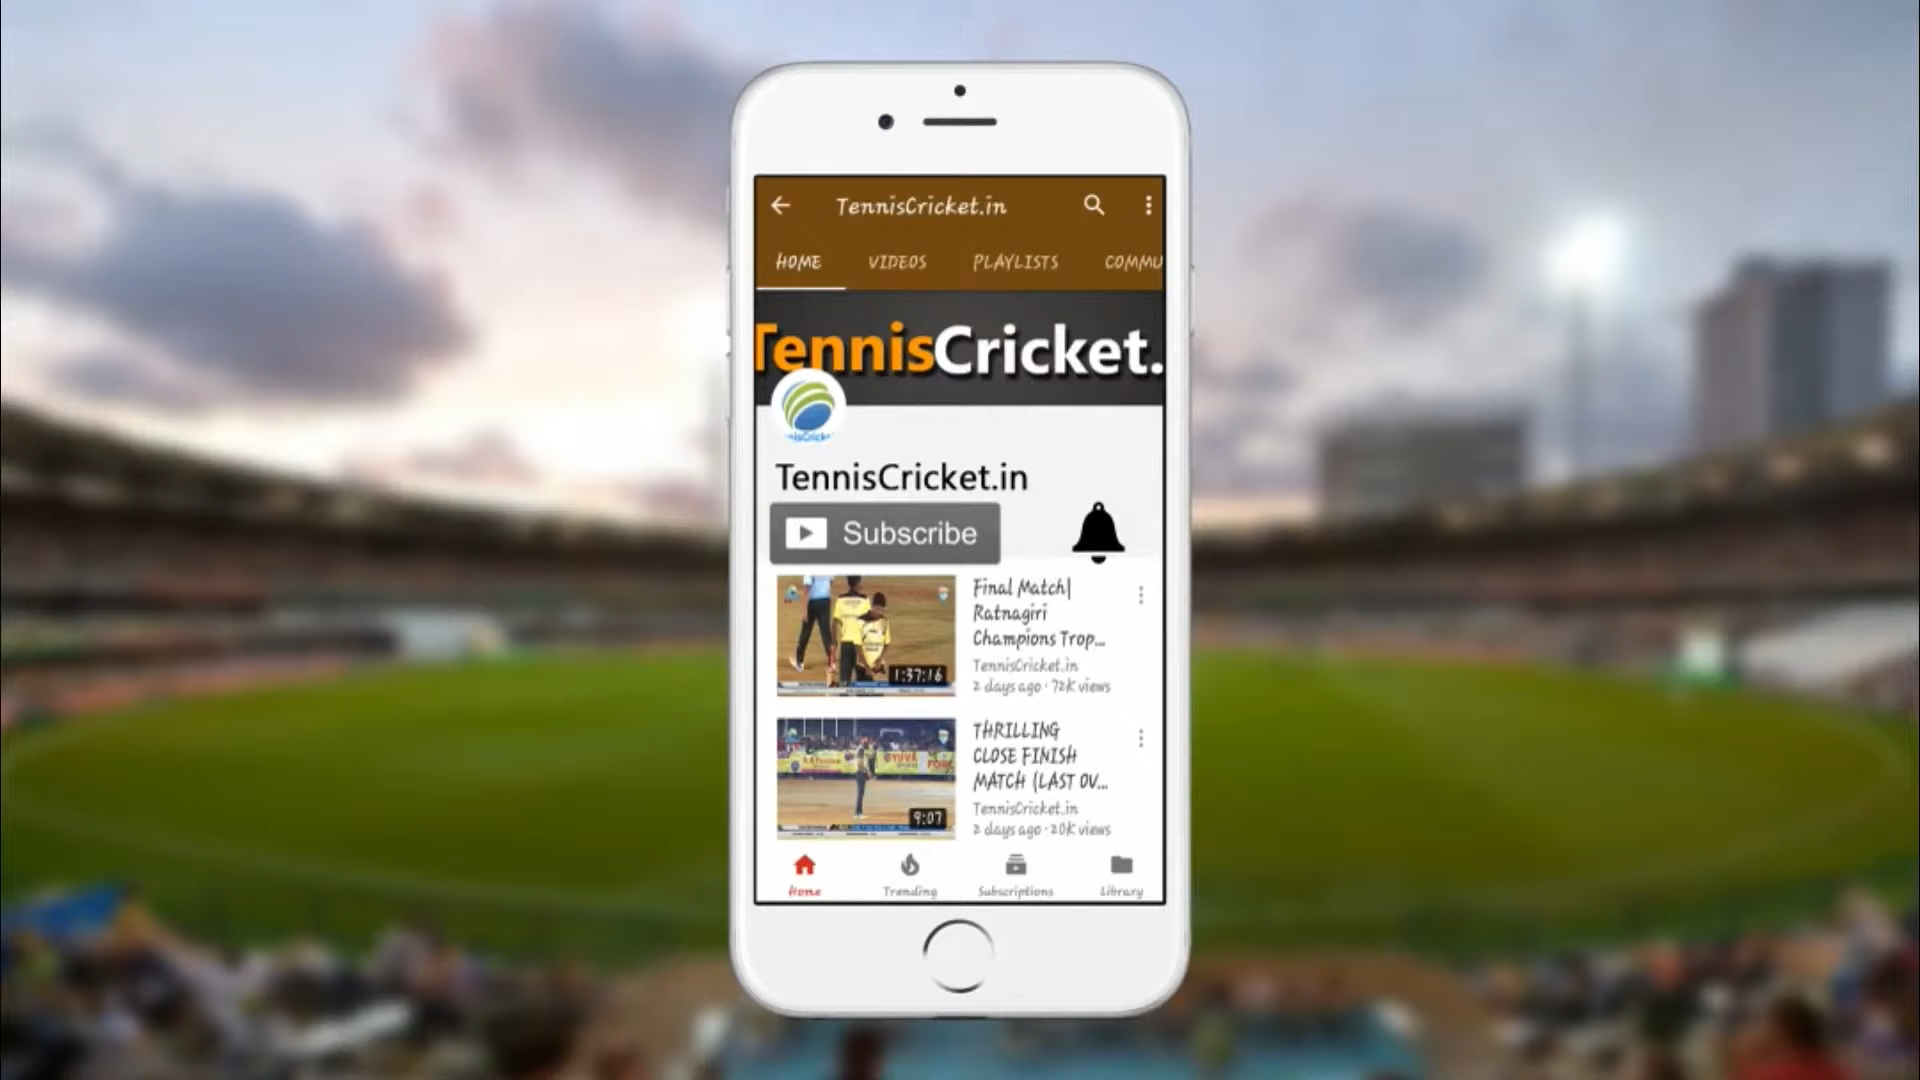 TennisCricket.in
HOME VIDEOS PLAYLISTS COMMU
TennisCricket.
TennisCricket.in
Subscribe
Final Match|
Ratnagiri
Champions Trop...
TennisCricket.in
2 days ago · 72K views
1:37:16
THRILLING
CLOSE FINISH
MATCH (LAST OV...
TennisCricket.in
2 days ago · 20K views
9:07
Home Trending Subscriptions Library